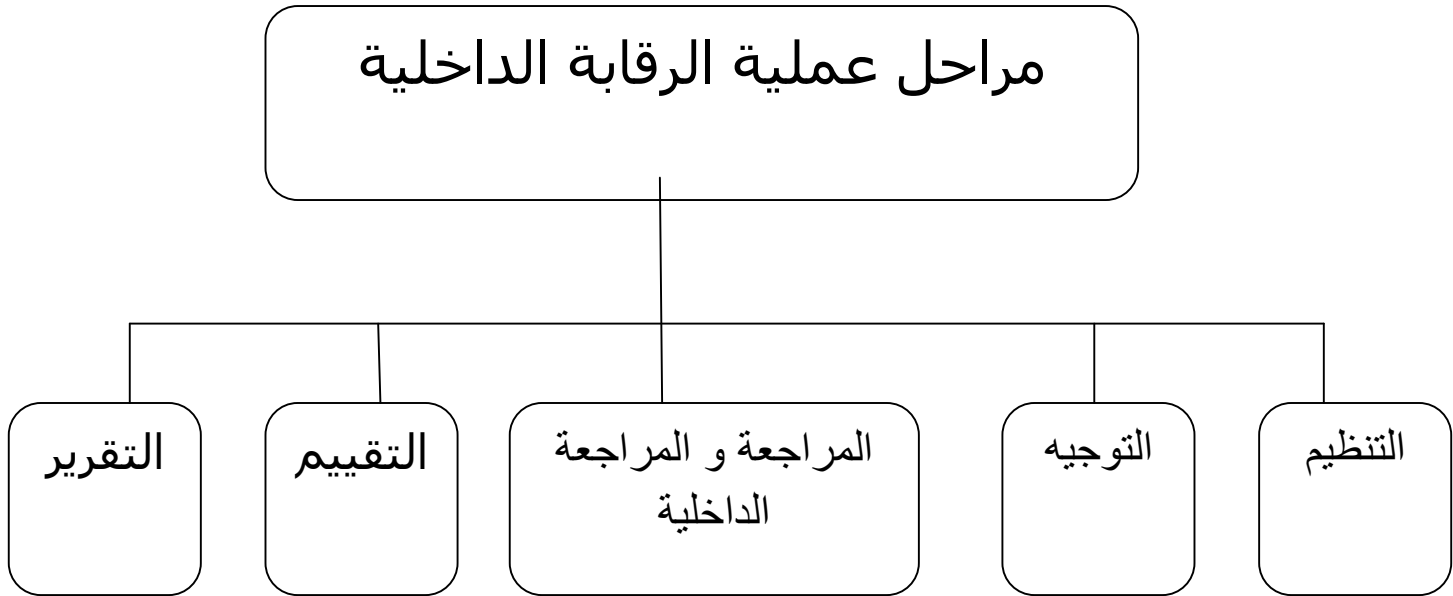 مراحل عملية الرقابة الداخلية
التنظيم
التوجيه
المراجعة و المراجعة
الداخلية
التقييم
التقرير